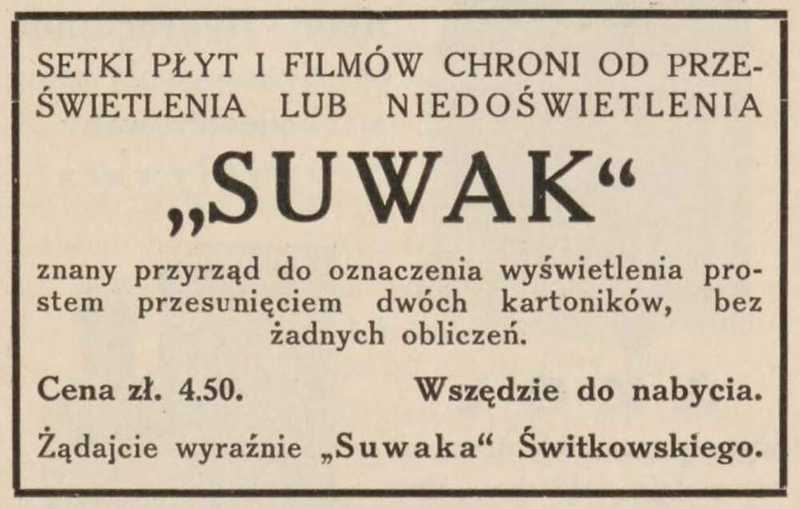 SETKI PŁYT I FILMÓW CHRONI OD PRZE-
ŚWIETLENIA LUB NIEDOŚWIETLENIA
„SUWAK“
znany przyrząd do oznaczenia wyświetlenia pro-
stem przesunięciem dwóch kartoników, bez
żadnych obliczeń.
Cena zł. 4.50. Wszędzie do nabycia.
Żądajcie wyraźnie „Suwaka“ Świtkowskiego.